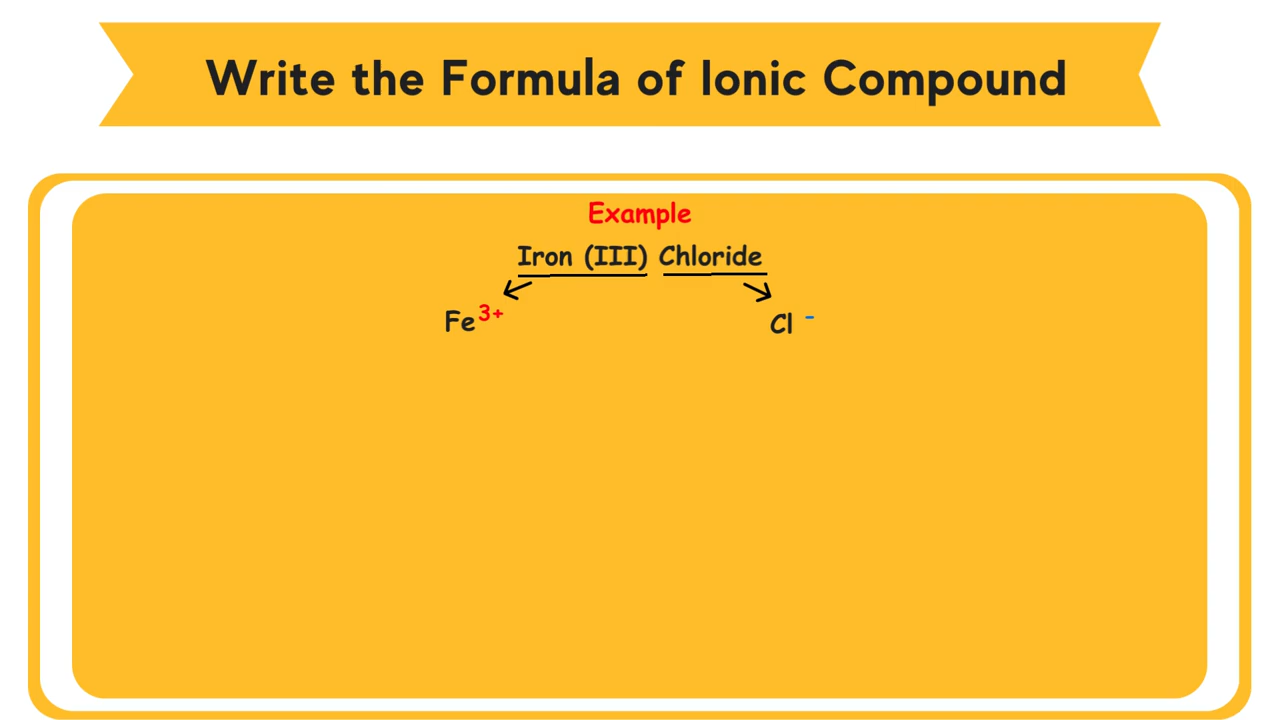 Write the Formula of Ionic Compound
Example
Iron (III) Chloride
Fe³⁺ Cl ⁻